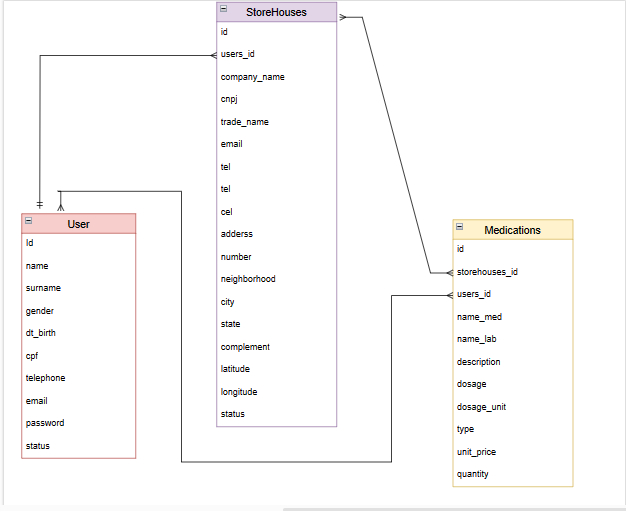 StoreHouses
id
users_id
company_name
cnpj
trade_name
email
tel
tel
cel
adderss
number
neighborhood
city
state
complement
latitude
longitude
status
User
Id
name
surname
gender
dt_birth
cpf
telephone
email
password
status
Medications
id
storehouses_id
users_id
name_med
name_lab
description
dosage
dosage_unit
type
unit_price
quantity